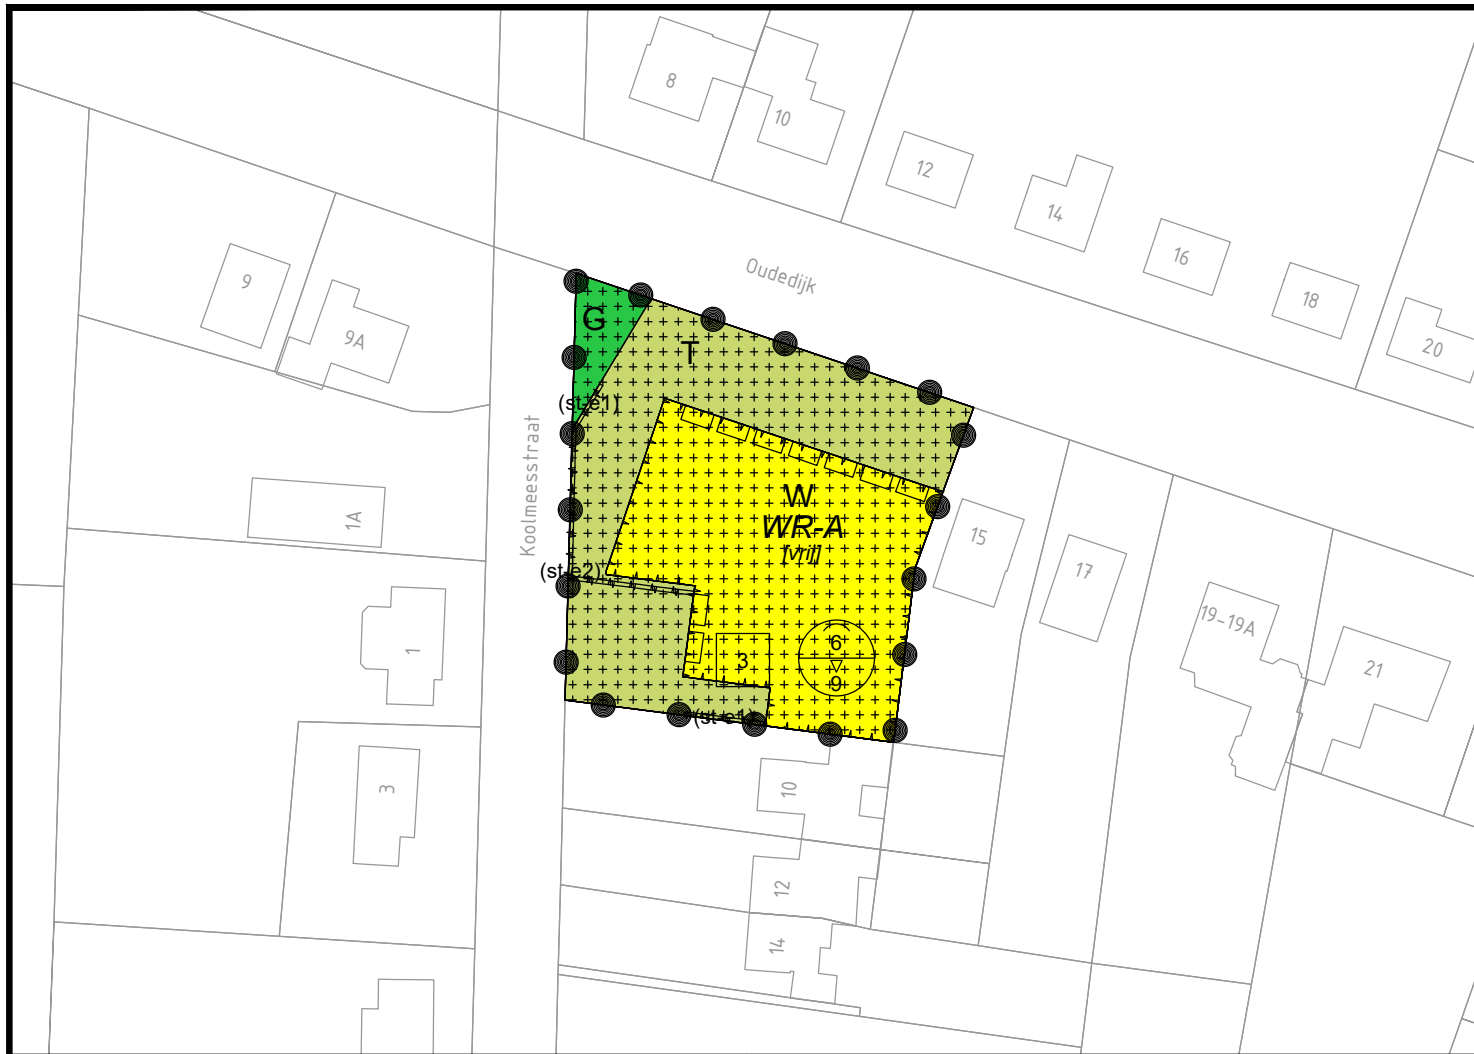 8
10
12
14
16
18
20
9
9A
Oudedijk
G
T
(st-e1)
Koolmeesstraat
1A
W
WR-A
[vrij]
15
17
(st-e2)
19-19A
21
1
3
6
9
(st-e1)
3
10
12
14